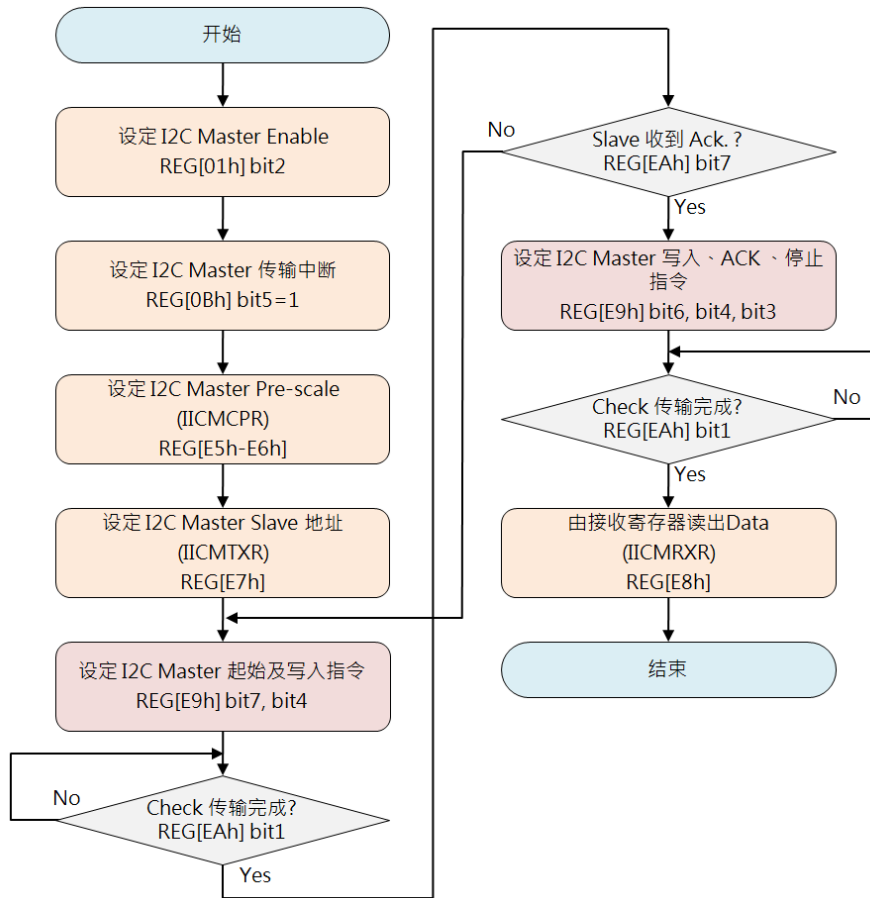 开始
设定 I2C Master Enable
REG[01h] bit2
设定 I2C Master 传输中断
REG[0Bh] bit5=1
设定 I2C Master Pre-scale
(IICMCPR)
REG[E5h-E6h]
设定 I2C Master Slave 地址
(IICMTXR)
REG[E7h]
设定 I2C Master 起始及写入指令
REG[E9h] bit7, bit4
No
Check 传输完成?
REG[EAh] bit1
Yes
No
Slave 收到 Ack. ?
REG[EAh] bit7
Yes
设定 I2C Master 写入、ACK 、停止
指令
REG[E9h] bit6, bit4, bit3
Check 传输完成?
REG[EAh] bit1
No
Yes
由接收寄存器读出Data
(IICMRXR)
REG[E8h]
结束